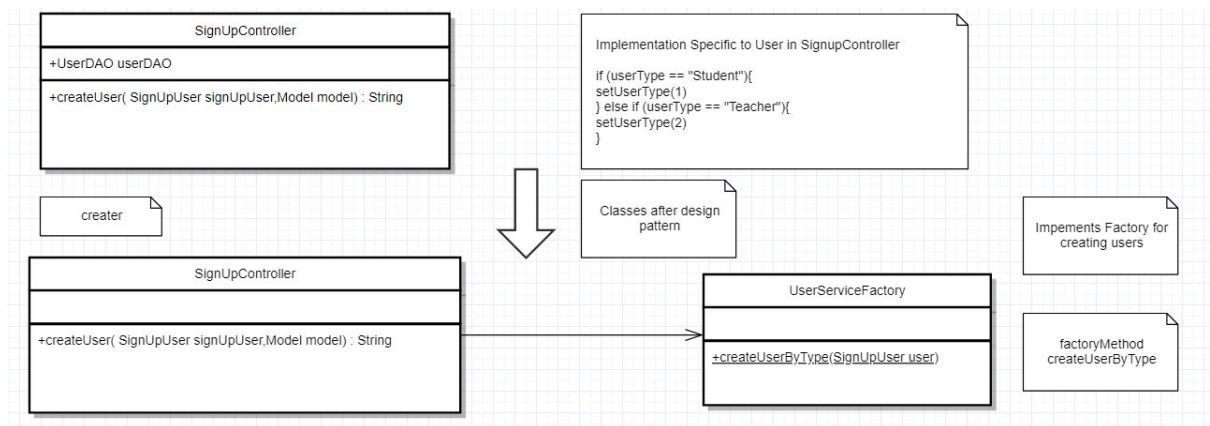 SignUpController
+UserDAO userDAO
+createUser( SignUpUser signUpUser,Model model) : String
Implementation Specific to User in SignupController
if (userType == "Student"){
setUserType(1)
} else if (userType == "Teacher"){
setUserType(2)
}
creater
Classes after design
pattern
Impements Factory for
creating users
SignUpController
+createUser( SignUpUser signUpUser,Model model) : String
UserServiceFactory
+createUserByType(SignUpUser user)
factoryMethod
createUserByType